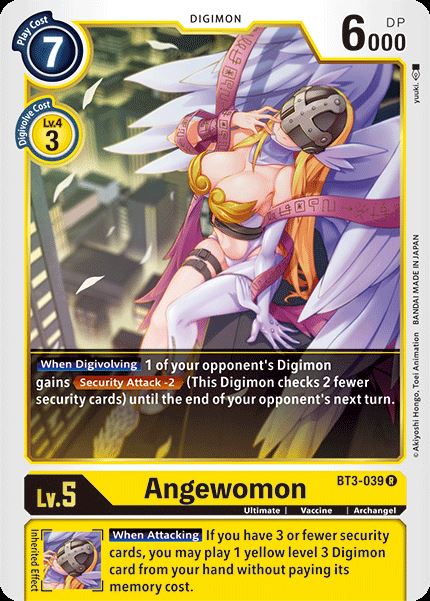 DIGIMON
Play Cost
7
6000
DP
Digivolve Cost
Lv.4
3
yuuki.
© Akiyoshi Hongo, Toei Animation BANDAI MADE IN JAPAN
When Digivolving 1 of your opponent's Digimon
gains Security Attack -2 (This Digimon checks 2 fewer
security cards) until the end of your opponent's next turn.
BT3-039 R
Lv.5
Angewomon
Ultimate | Vaccine | Archangel
Inherited Effect
When Attacking If you have 3 or fewer security
cards, you may play 1 yellow level 3 Digimon
card from your hand without paying its
memory cost.